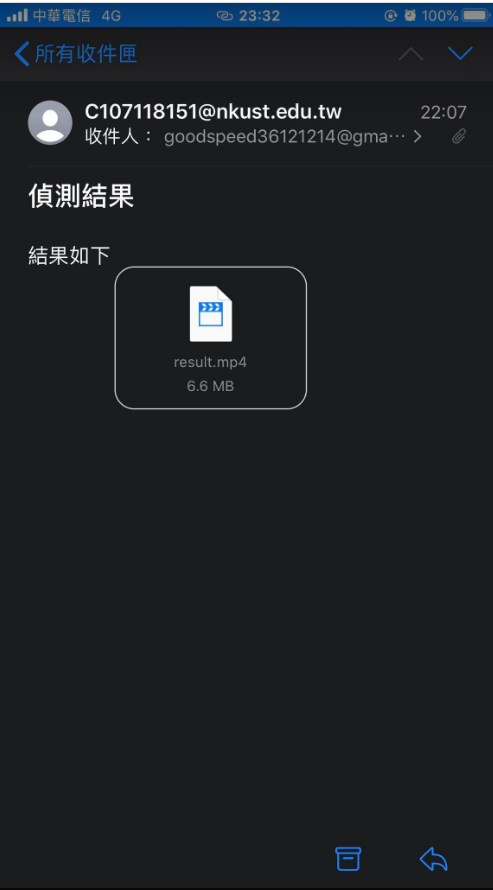 中華電信 4G 23:32 100%
所有收件匣
C107118151@nkust.edu.tw 22:07
收件人: goodspeed36121214@gma…
偵測結果
結果如下
result.mp4
6.6 MB